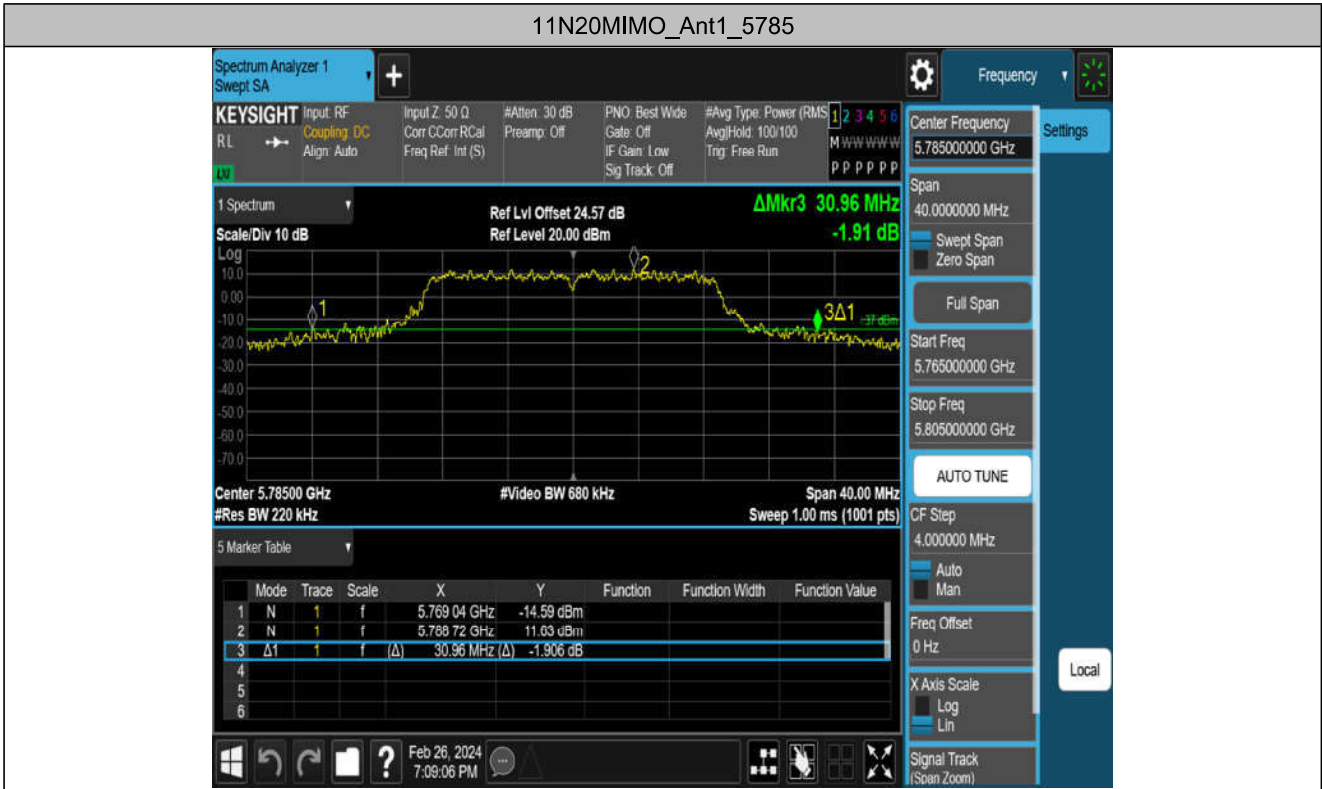 11N20MIMO_Ant1_5785
Spectrum Analyzer 1
Swept SA
+
Frequency
KEYSIGHT
RL
LXI
Input: RF
Coupling: DC
Align: Auto
Input Z: 50 Ω
Corr CCorr RCal
Freq Ref: Int (S)
#Atten: 30 dB
Preamp: Off
PNO: Best Wide
Gate: Off
IF Gain: Low
Sig Track: Off
#Avg Type: Power (RMS
Avg|Hold: 100/100
Trig: Free Run
1 2 3 4 5 6
M W W W W W
P P P P P P
Center Frequency
5.785000000 GHz
Settings
Span
40.0000000 MHz
Swept Span
Zero Span
Full Span
Start Freq
5.765000000 GHz
Stop Freq
5.805000000 GHz
AUTO TUNE
CF Step
4.000000 MHz
Auto
Man
Freq Offset
0 Hz
X Axis Scale
Log
Lin
Signal Track
(Span Zoom)
Local
1 Spectrum
Scale/Div 10 dB
Ref Lvl Offset 24.57 dB
Ref Level 20.00 dBm
ΔMkr3 30.96 MHz
-1.91 dB
Log
10.0
0.00
-10.0
-20.0
-30.0
-40.0
-50.0
-60.0
-70.0
1
2
3Δ1
Center 5.78500 GHz
#Video BW 680 kHz
Span 40.00 MHz
#Res BW 220 kHz
Sweep 1.00 ms (1001 pts)
5 Marker Table
Mode Trace Scale X Y Function Function Width Function Value
1 N 1 f 5.769 04 GHz -14.59 dBm
2 N 1 f 5.788 72 GHz 11.63 dBm
3 Δ1 1 f (Δ) 30.96 MHz (Δ) -1.906 dB
4
5
6
?
Feb 26, 2024
7:09:06 PM